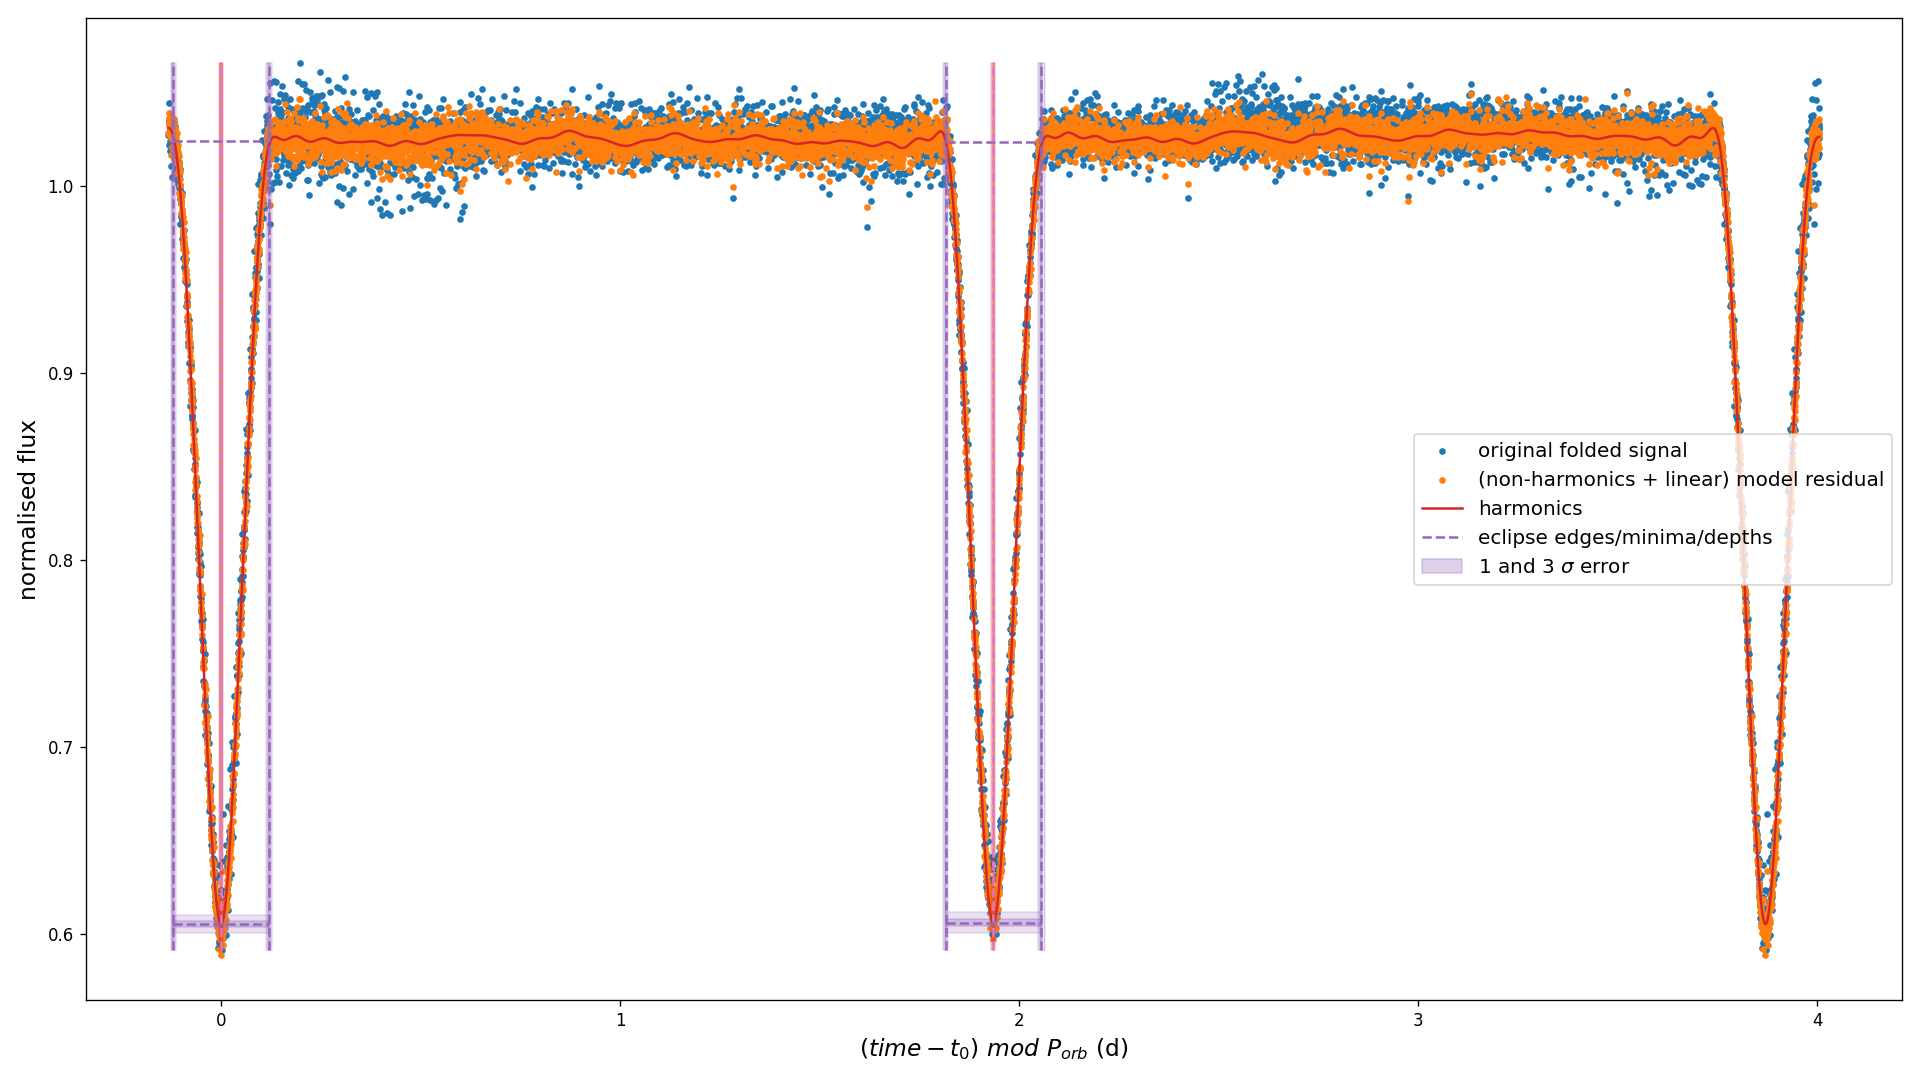 normalised flux
1.0
0.9
0.8
0.7
0.6
original folded signal
(non-harmonics + linear) model residual
harmonics
eclipse edges/minima/depths
1 and 3 σ error
0 1 2 3 4
(time − t₀) mod Pₒᵣb (d)